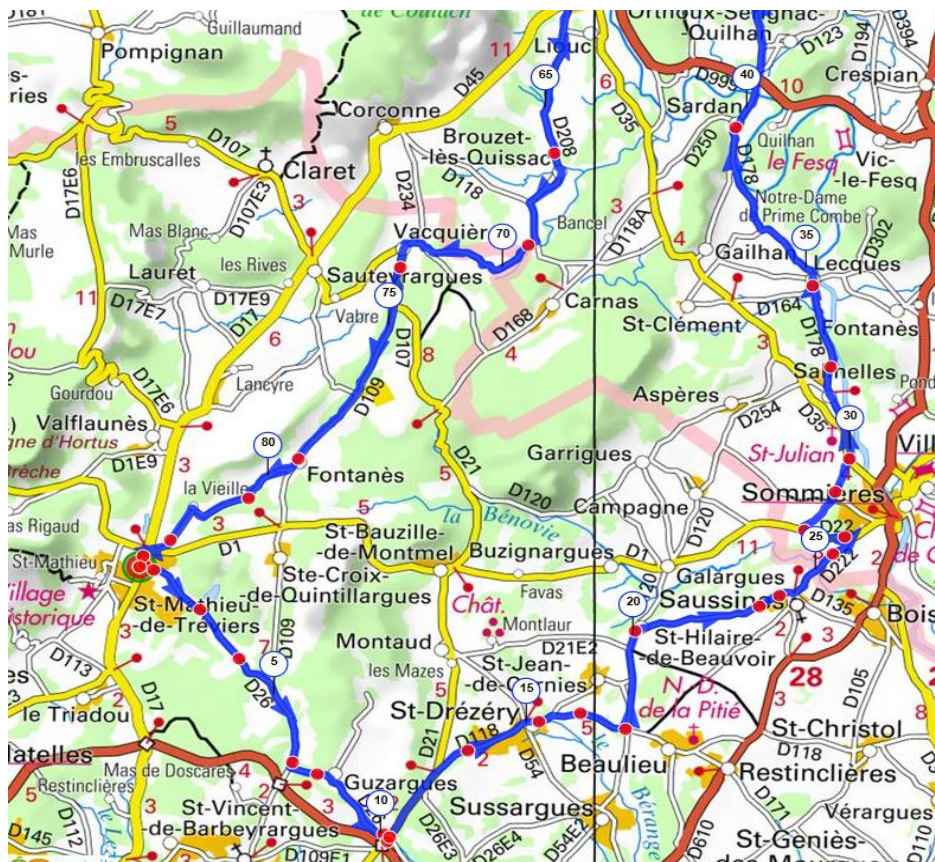 D181
Guillaumand
de Coutach
Liouc
Orthoux-Sérignac-
-Quilhan
D123
D194
D394
Pompignan
3
11
D45
65
6
D999
40
10
Crespian
Corconne
Sardan
D35
5
D107
Brouzet-
-lès-Quissac
D208
D250
Quilhan
le Fesq
Vic-
-le-Fesq
les Embruscalles
Claret
D17E6
D107E3
D234
D118
D178
3
Bancel
3
D118A
Notre-Dame
de Prime Combe
D302
Mas
Murle
Mas Blanc
Vacquières
70
35
4
Gailhan
Lecques
Lauret
les Rives
Sauteyrargues
75
Carnas
D17E9
D17E7
11
D17
Vabre
D168
D164
St-Clément
Fontanès
6
8
4
D107
D178
3
Salinelles
Gourdou
D17E6
Lancyre
D109
Aspères
D254
D35
30
Valflaunès
D1E9
80
D21
Garrigues
St-Julian
3
la Vieille
Fontanès
5
D120
Campagne
Sommières
D120
3
D1
5
St-Bauzille-
-de-Montmel
la Bénovie
Buzignargues
D1
11
25
D22
St-Mathieu
Ste-Croix-
-de-Quintillargues
Favas
20
Galargues
D22E
2
St-Mathieu-
-de-Tréviers
Chât.
20
Saussines
D135
3
7
D109
Montaud
Montlaur
D21E2
St-Hilaire-
-de-Beauvoir
2
3
D113
5
les Mazes
St-Jean-
-de-Cornies
28
2
D26
5
15
N. D.
de la Pitié
D105
le Triadou
D17
St-Drézéry
3
St-Christol
8
D21
D118
5
D118
Mas de Doscares
4
2
D54
Beaulieu
Restinclières
Restinclières
5
3
Guzargues
10
2
Sussargues
D171
Vérargues
D145
D112
St-Vincent-
-de-Barbeyrargues
3
D26E3
D26E4
D54E2
D610
St-Geniès-
D110
D109E1